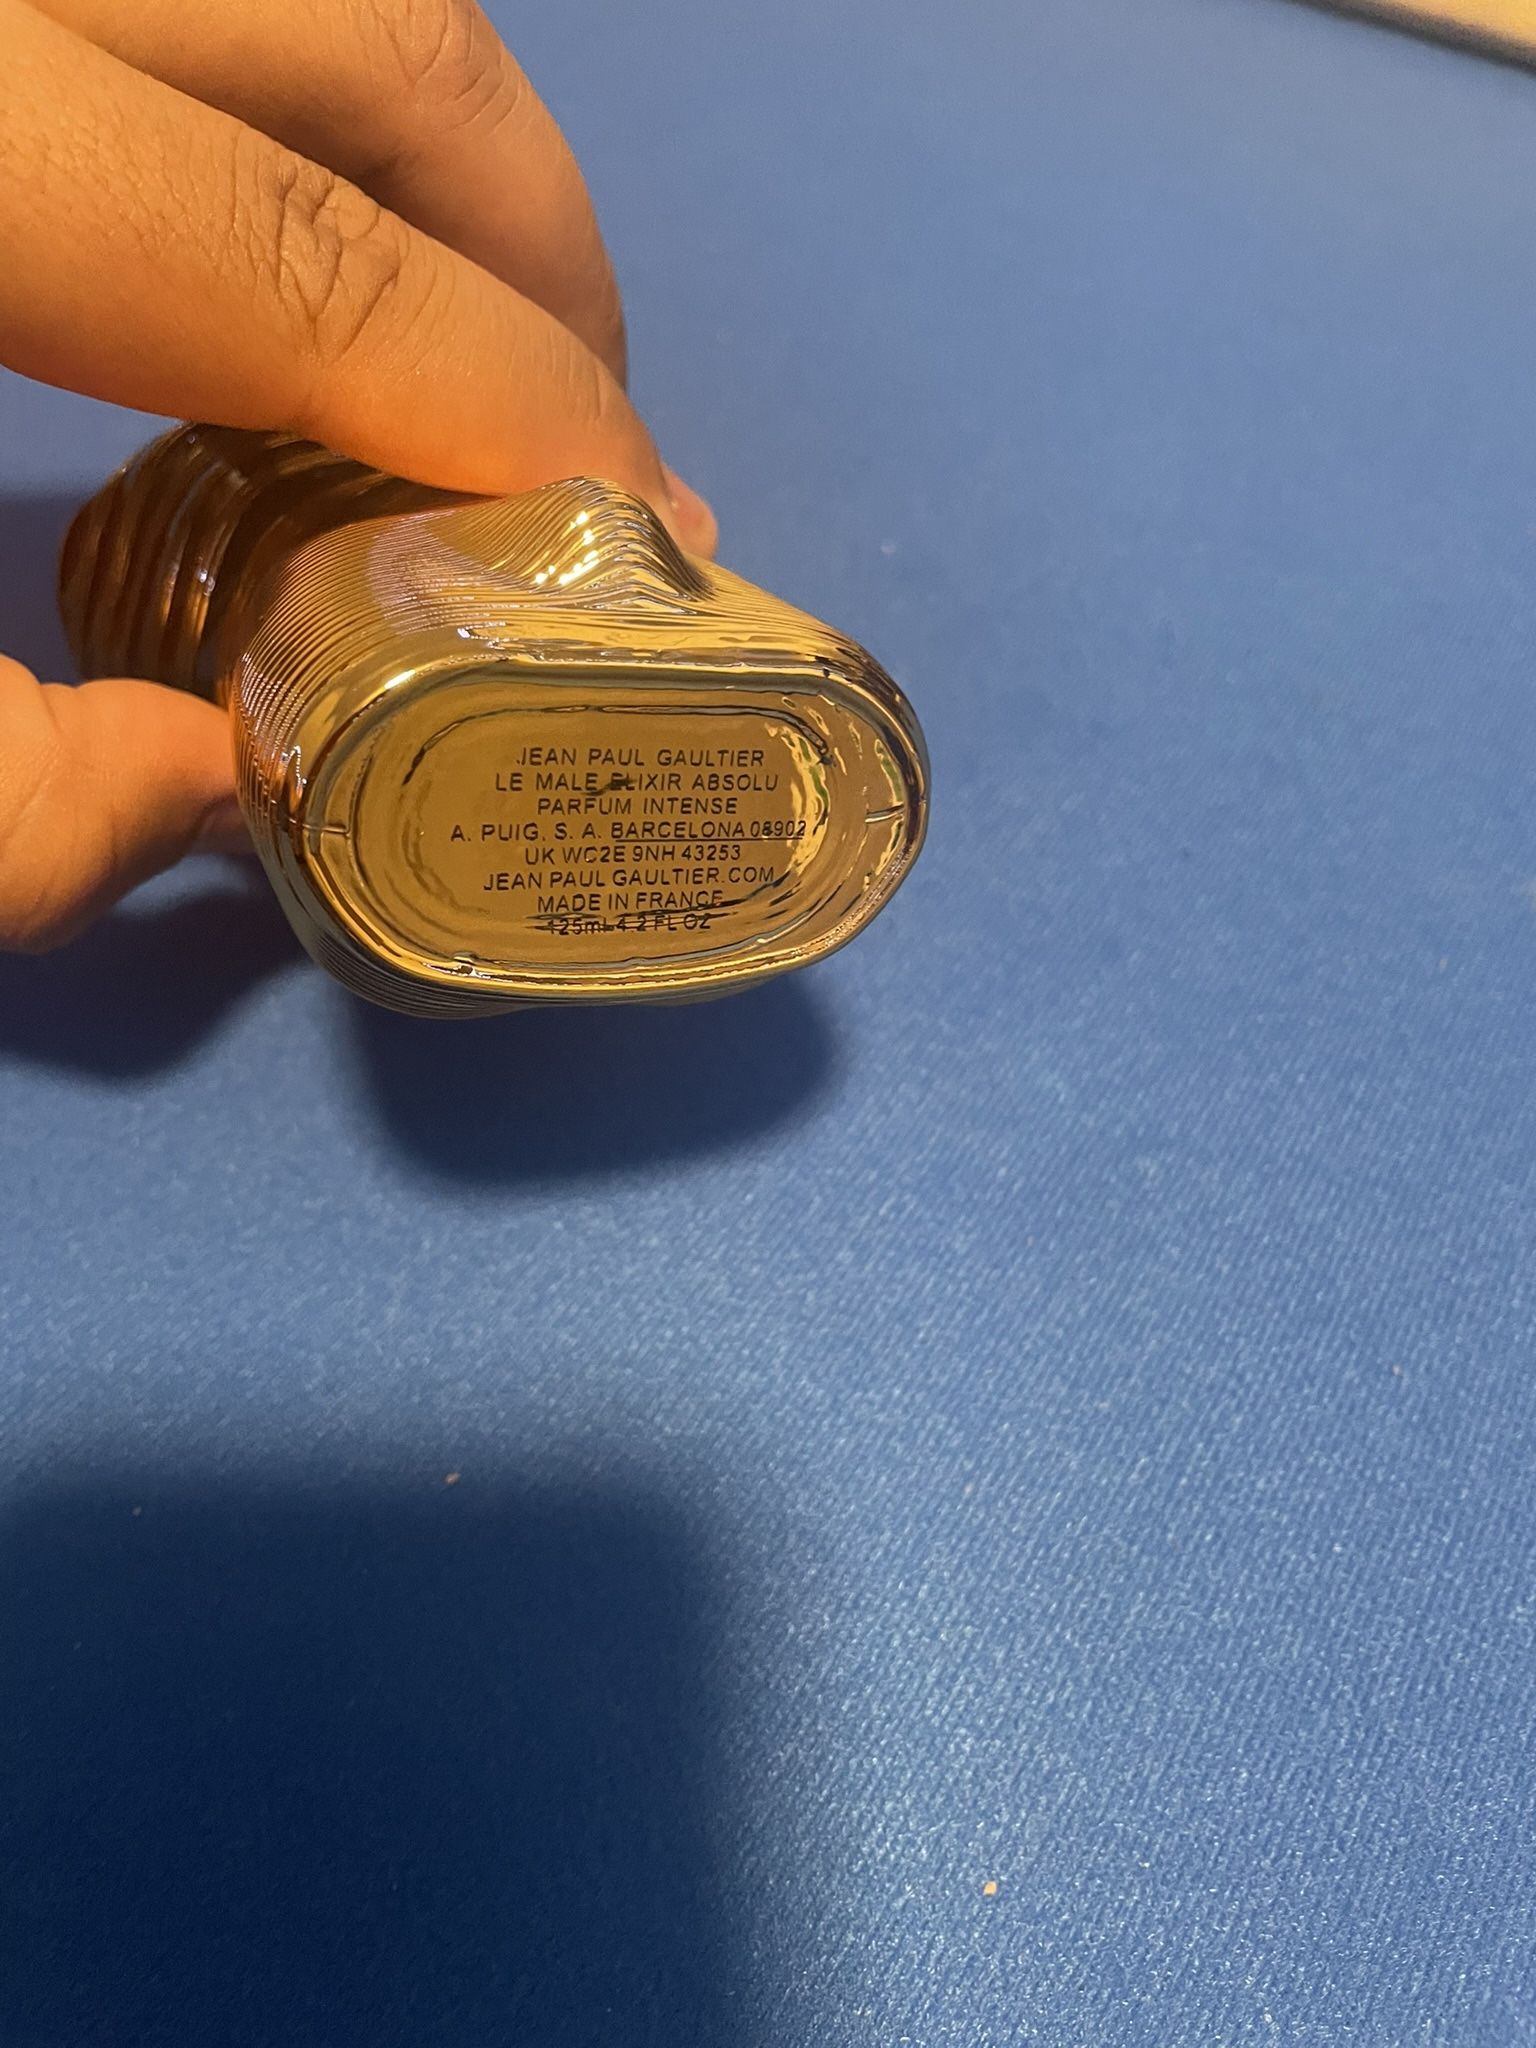 JEAN PAUL GAULTIER
LE MALE ELIXIR ABSOLU
PARFUM INTENSE
A. PUIG. S. A. BARCELONA 08902
UK WC2E 9NH 43253
JEAN PAUL GAULTIER.COM
MADE IN FRANCE
125ml 4.2 FL OZ